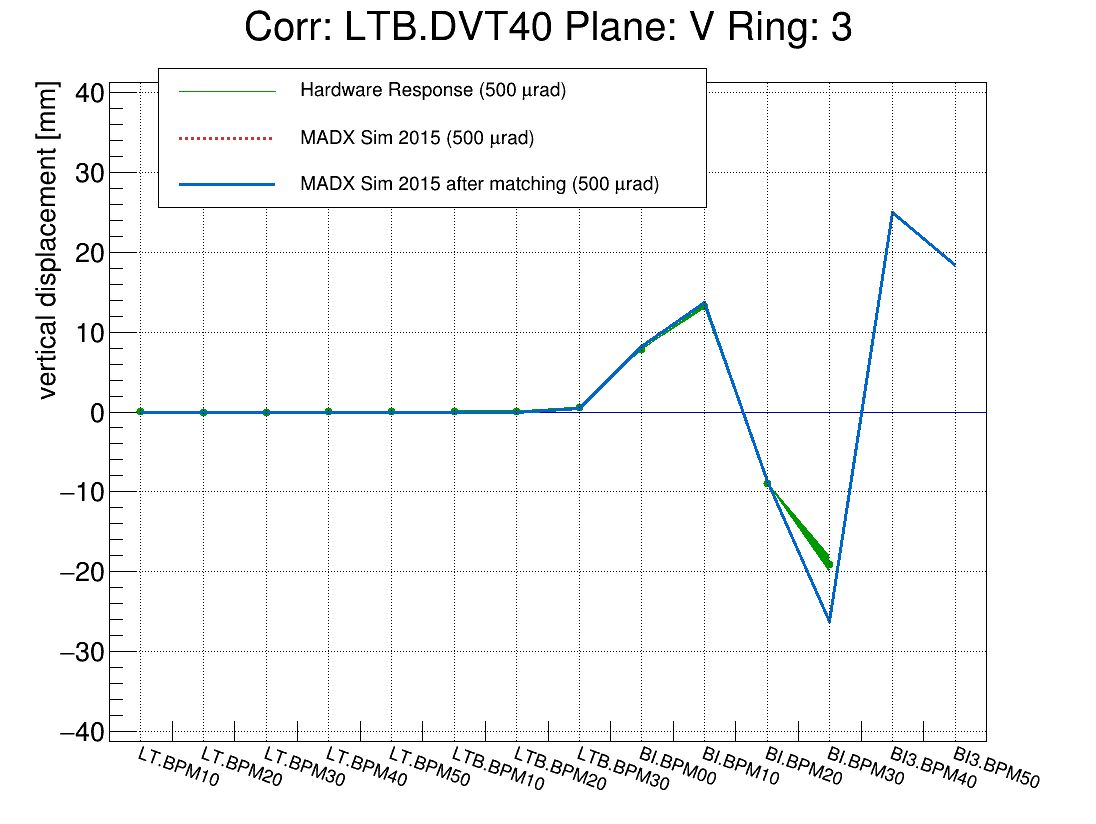 Corr: LTB.DVT40 Plane: V Ring: 3
Hardware Response (500 μrad)
MADX Sim 2015 (500 μrad)
MADX Sim 2015 after matching (500 μrad)
vertical displacement [mm]
40
30
20
10
0
−10
−20
−30
−40
LT.BPM10
LT.BPM20
LT.BPM30
LT.BPM40
LT.BPM50
LTB.BPM10
LTB.BPM20
LTB.BPM30
BI.BPM00
BI.BPM10
BI.BPM20
BI.BPM30
BI3.BPM40
BI3.BPM50